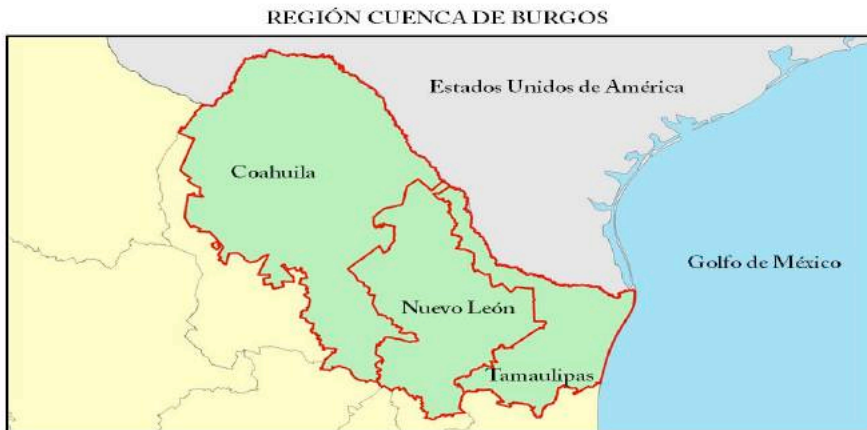 REGIÓN CUENCA DE BURGOS
Estados Unidos de América
Coahuila
Golfo de México
Nuevo León
Tamaulipas